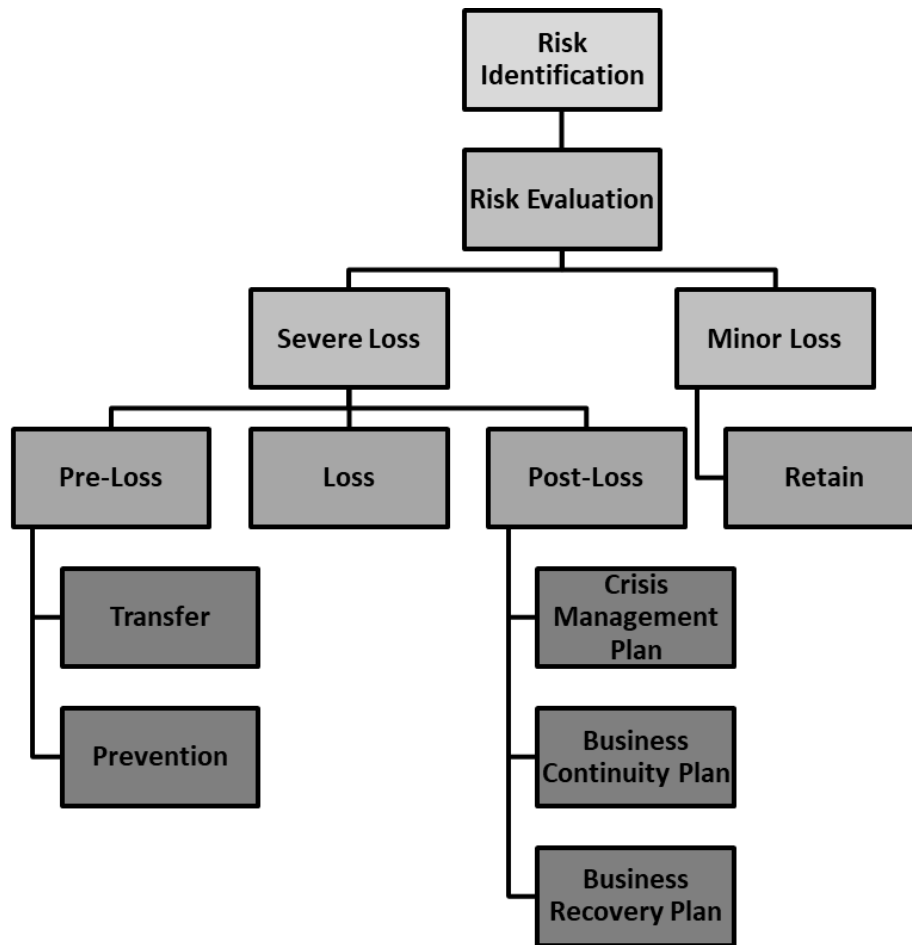 Risk
Identification
Risk Evaluation
Severe Loss
Minor Loss
Pre-Loss
Loss
Post-Loss
Retain
Transfer
Crisis
Management
Plan
Prevention
Business
Continuity Plan
Business
Recovery Plan